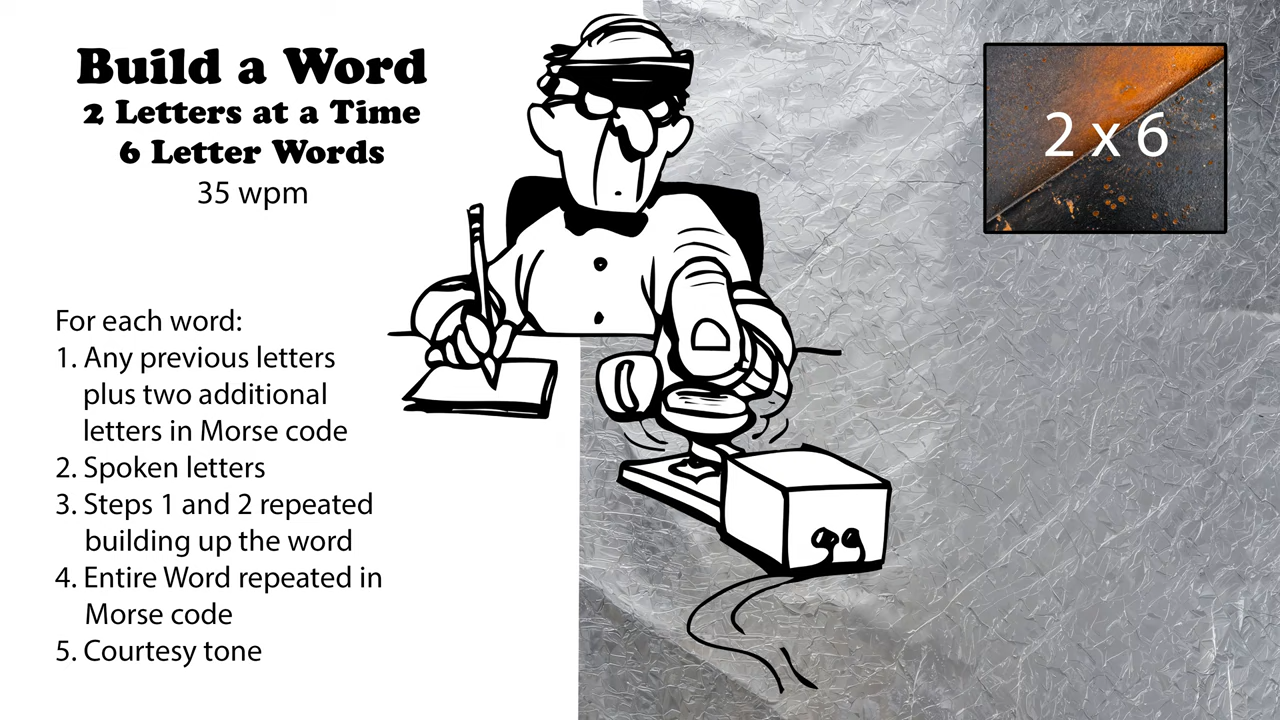 Build a Word
2 Letters at a Time
6 Letter Words
35 wpm
2 x 6
For each word:
1. Any previous letters
plus two additional
letters in Morse code
2. Spoken letters
3. Steps 1 and 2 repeated
building up the word
4. Entire Word repeated in
Morse code
5. Courtesy tone